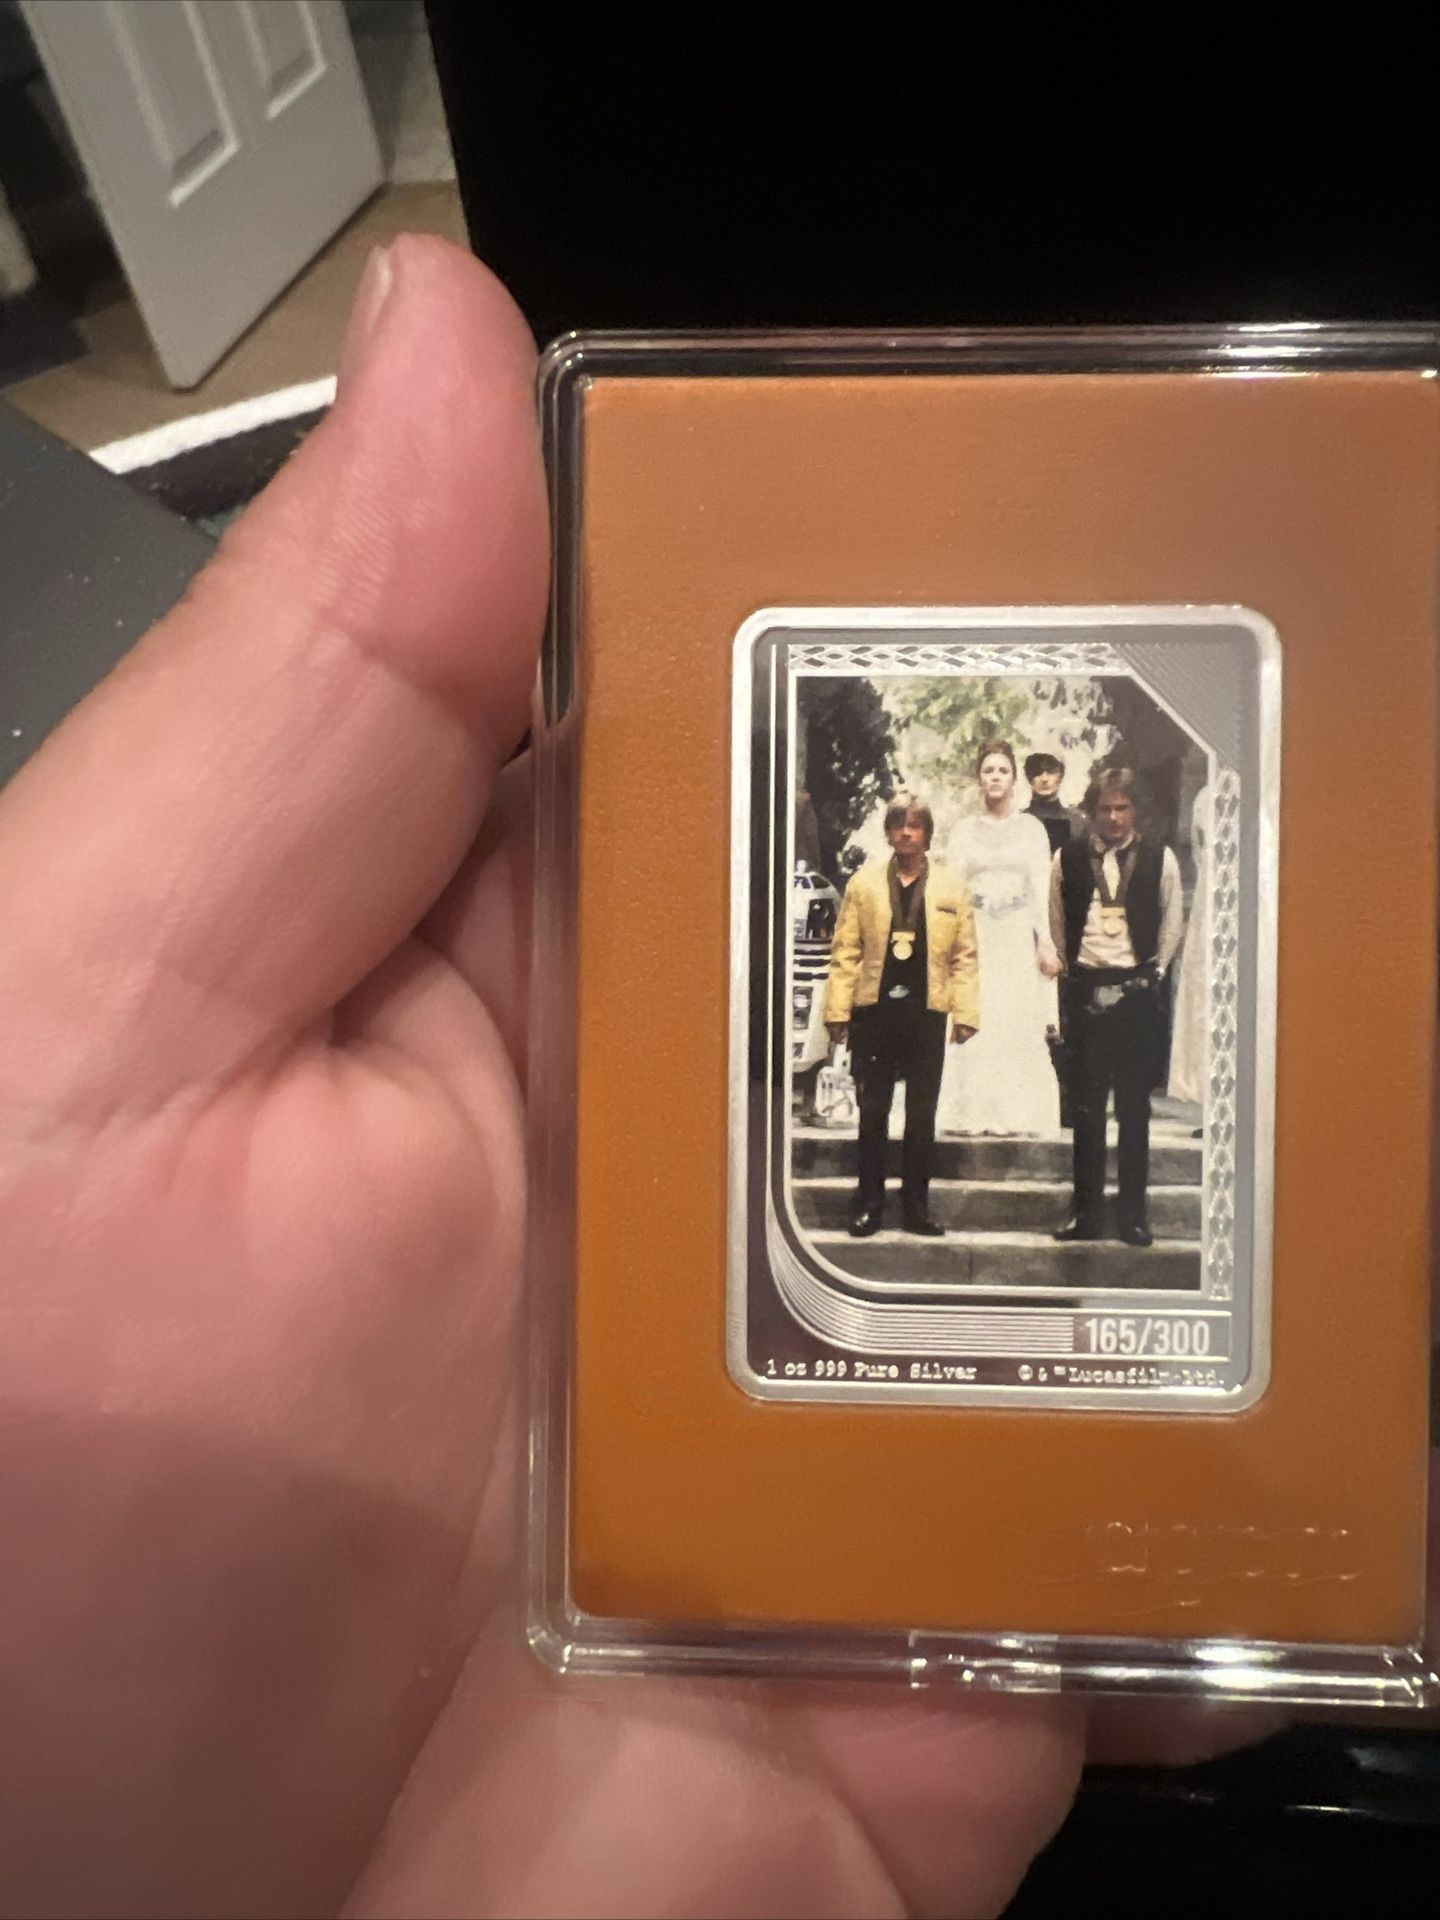 165/300
1 oz 999 Pure Silver © & ™ Lucasfilm Ltd.